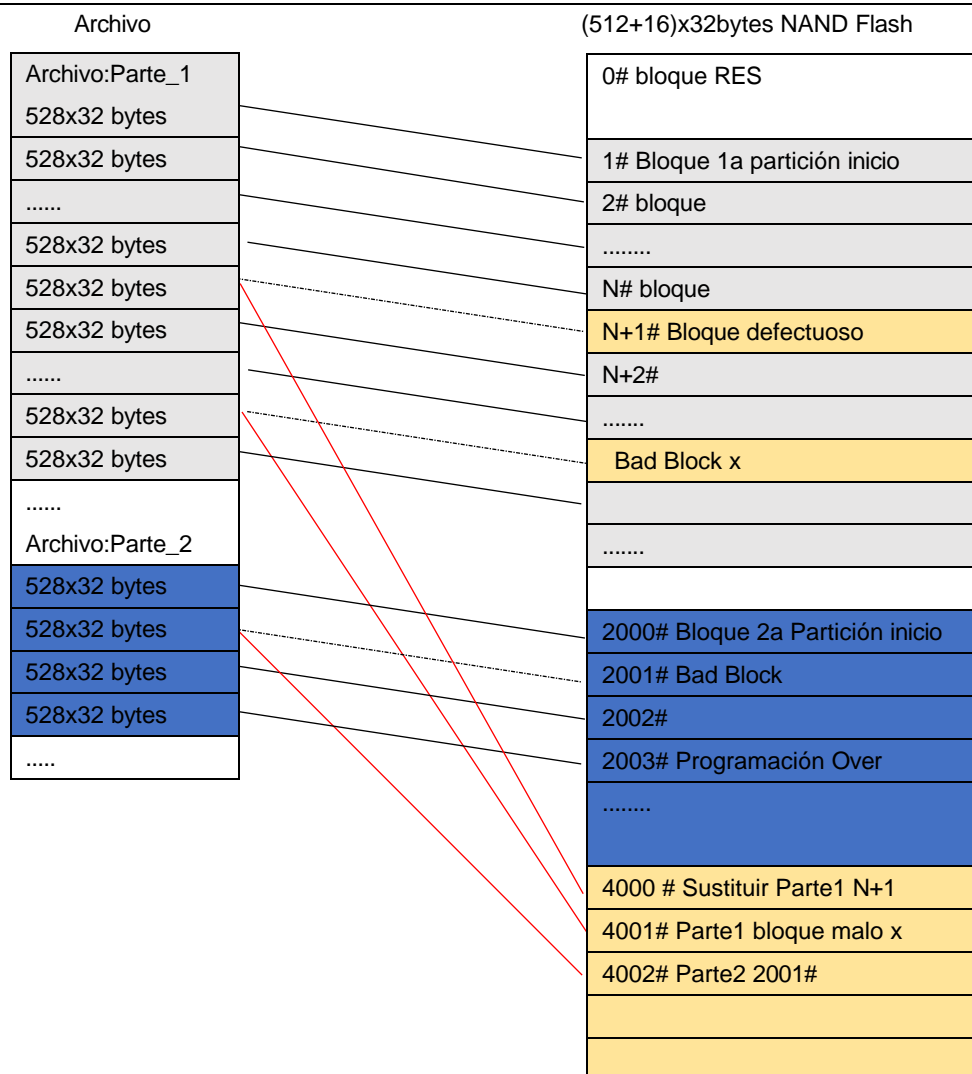 Archivo
Archivo:Parte_1
528x32 bytes
528x32 bytes
......
528x32 bytes
528x32 bytes
528x32 bytes
......
528x32 bytes
528x32 bytes
......
Archivo:Parte_2
528x32 bytes
528x32 bytes
528x32 bytes
528x32 bytes
.....
(512+16)x32bytes NAND Flash
0# bloque RES
1# Bloque 1a partición inicio
2# bloque
........
N# bloque
N+1# Bloque defectuoso
N+2#
.......
Bad Block x
.......
2000# Bloque 2a Partición inicio
2001# Bad Block
2002#
2003# Programación Over
........
4000 # Sustituir Parte1 N+1
4001# Parte1 bloque malo x
4002# Parte2 2001#